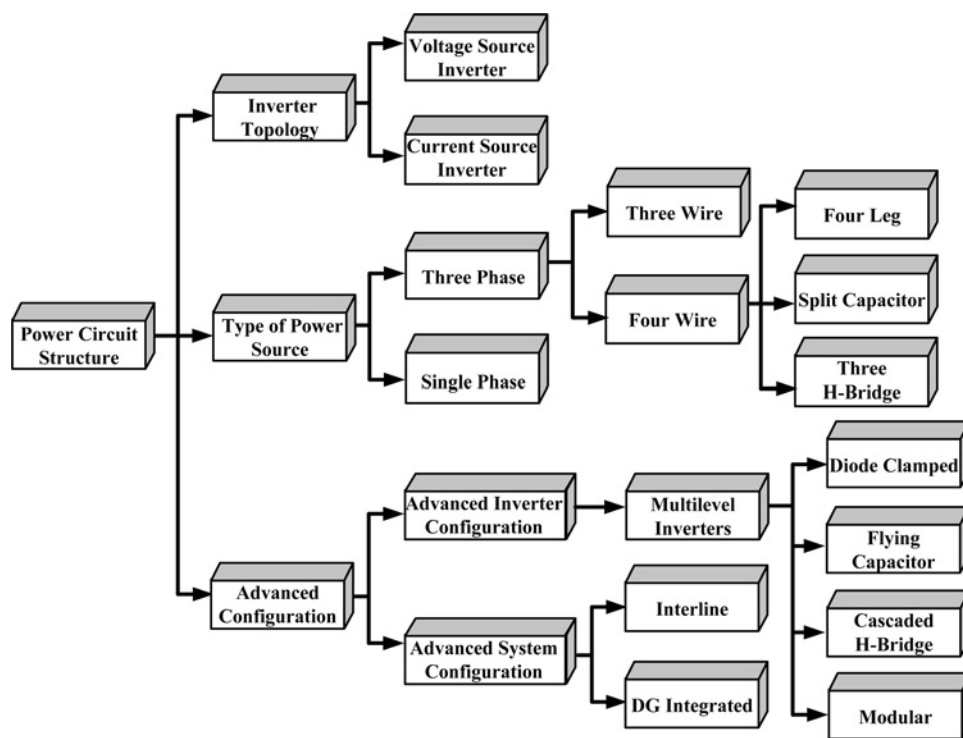 Power Circuit
Structure
Inverter
Topology
Voltage Source
Inverter
Current Source
Inverter
Type of Power
Source
Three Phase
Three Wire
Four Wire
Four Leg
Split Capacitor
Three
H-Bridge
Single Phase
Advanced
Configuration
Advanced Inverter
Configuration
Multilevel
Inverters
Diode Clamped
Flying
Capacitor
Cascaded
H-Bridge
Modular
Advanced System
Configuration
Interline
DG Integrated